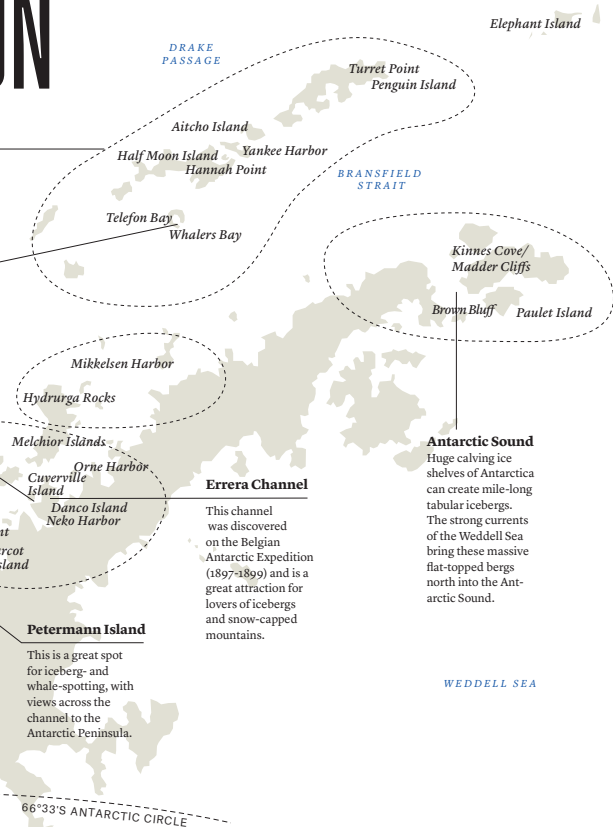 UN
Elephant Island
DRAKE
PASSAGE
Turret Point
Penguin Island
Aitcho Island
Half Moon Island
Yankee Harbor
Hannah Point
BRANSFIELD
STRAIT
Telefon Bay
Whalers Bay
Kinnes Cove/
Madder Cliffs
Brown Bluff
Paulet Island
Mikkelsen Harbor
Hydrurga Rocks
Melchior Islands
Orne Harbor
Cuverville
Island
Danco Island
Neko Harbor
nt
rcot
sland
Antarctic Sound
Huge calving ice
shelves of Antarctica
can create mile-long
tabular icebergs.
The strong currents
of the Weddell Sea
bring these massive
flat-topped bergs
north into the Ant-
arctic Sound.
Errera Channel
This channel
was discovered
on the Belgian
Antarctic Expedition
(1897-1899) and is a
great attraction for
lovers of icebergs
and snow-capped
mountains.
Petermann Island
This is a great spot
for iceberg- and
whale-spotting, with
views across the
channel to the
Antarctic Peninsula.
WEDDELL SEA
66°33'S ANTARCTIC CIRCLE